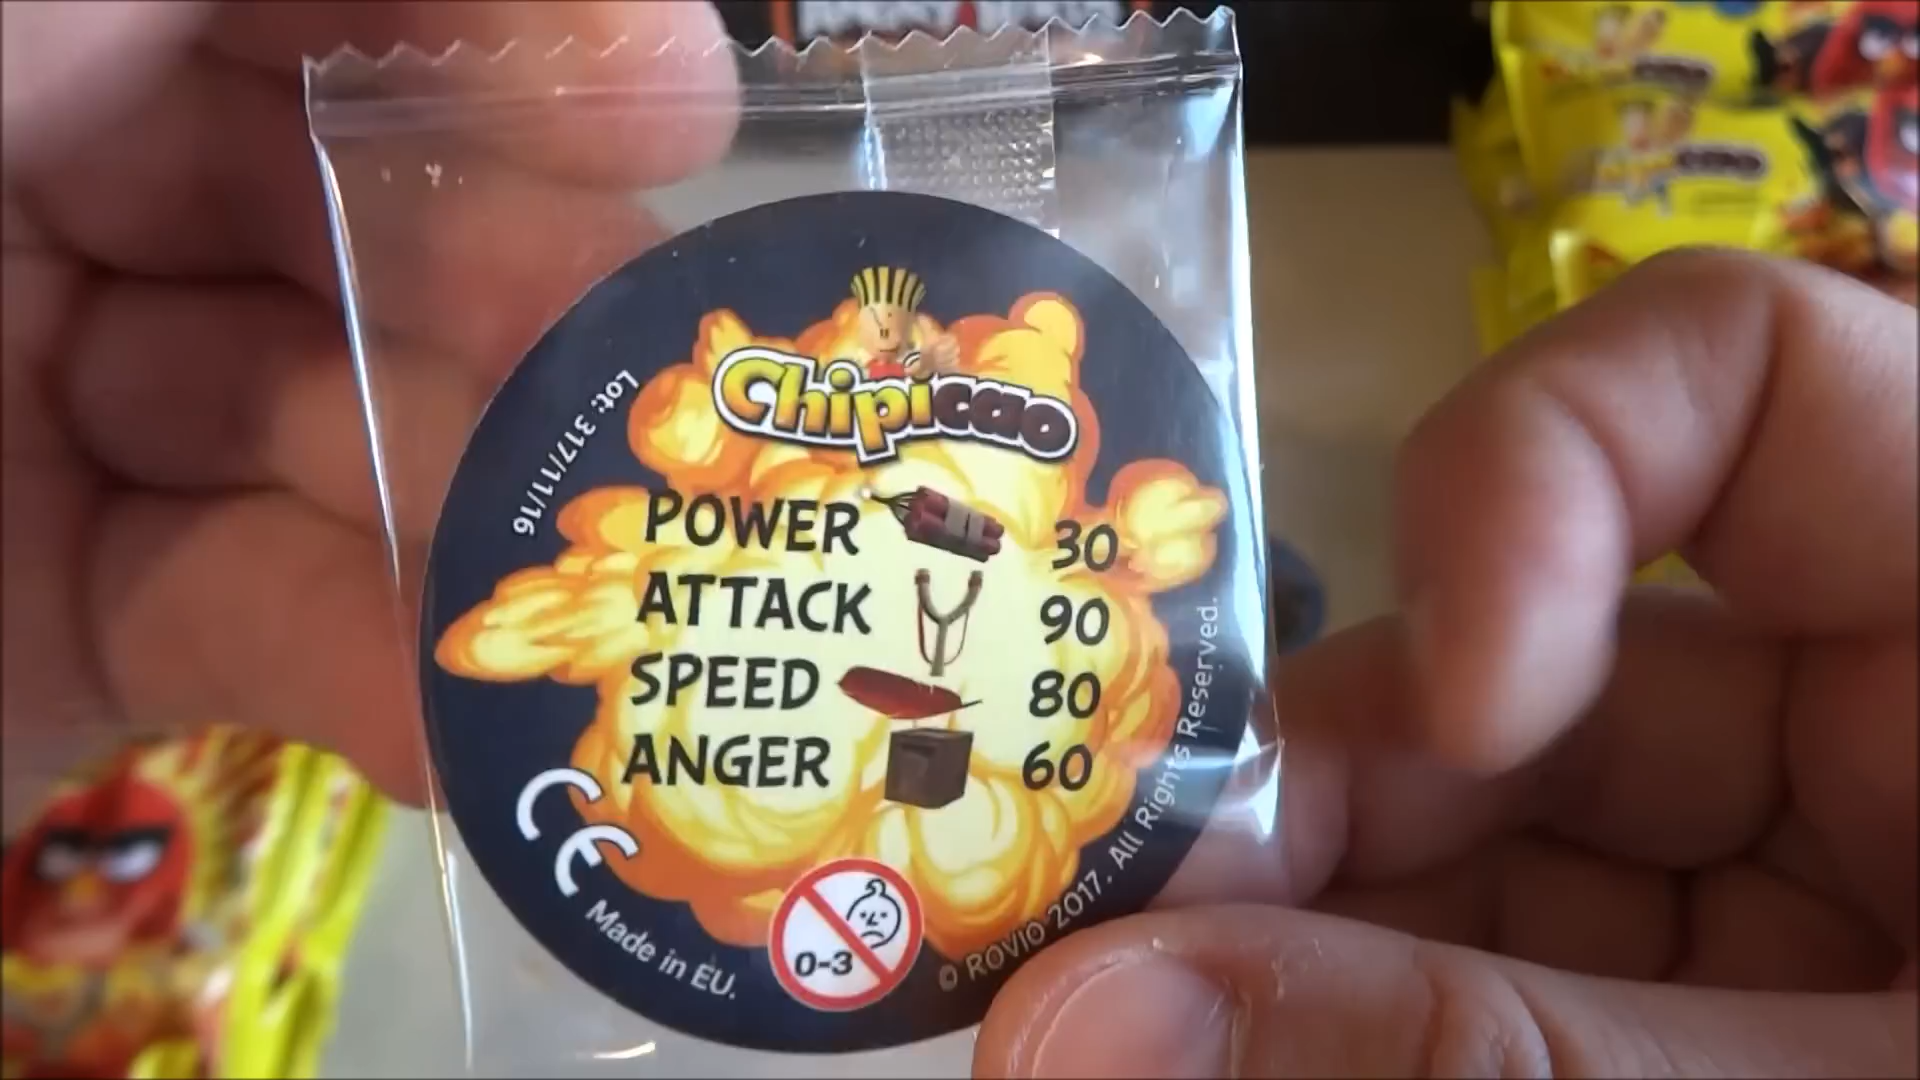 Chipicao
Lot: 317/11/16
POWER 30
ATTACK 90
SPEED 80
ANGER 60
CE
Made in EU.
0-3
© ROVIO 2017. All Rights Reserved.